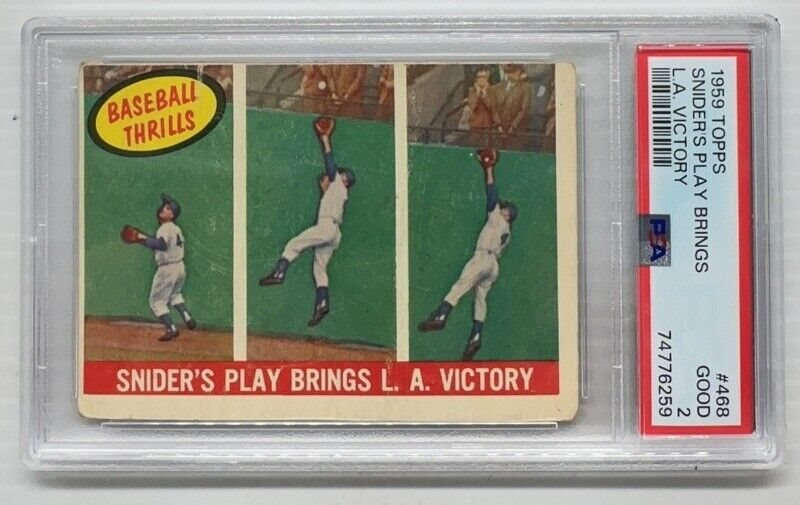 BASEBALL
THRILLS
SNIDER'S PLAY BRINGS L. A. VICTORY
1959 TOPPS
SNIDER'S PLAY BRINGS
L.A. VICTORY
#468
GOOD
2
PSA
74776259